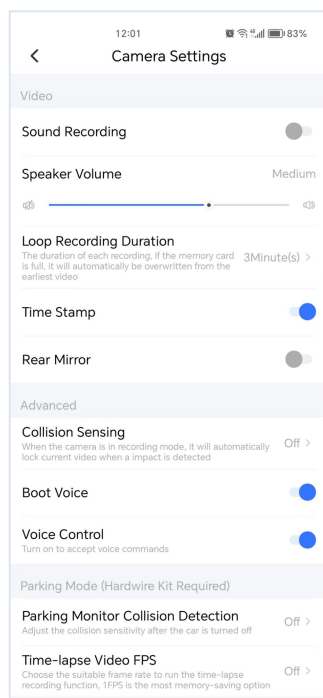 12:01
83%
Camera Settings
Video
Sound Recording
Speaker Volume
Medium
Loop Recording Duration
The duration of each recording, if the memory card
is full, it will automatically be overwritten from the
earliest video
3Minute(s)
Time Stamp
Rear Mirror
Advanced
Collision Sensing
When the camera is in recording mode, it will automatically
lock current video when a impact is detected
Off
Boot Voice
Voice Control
Turn on to accept voice commands
Parking Mode (Hardwire Kit Required)
Parking Monitor Collision Detection
Adjust the collision sensitivity after the car is turned off
Off
Time-lapse Video FPS
Choose the suitable frame rate to run the time-lapse
recording function, 1FPS is the most memory-saving option
Off